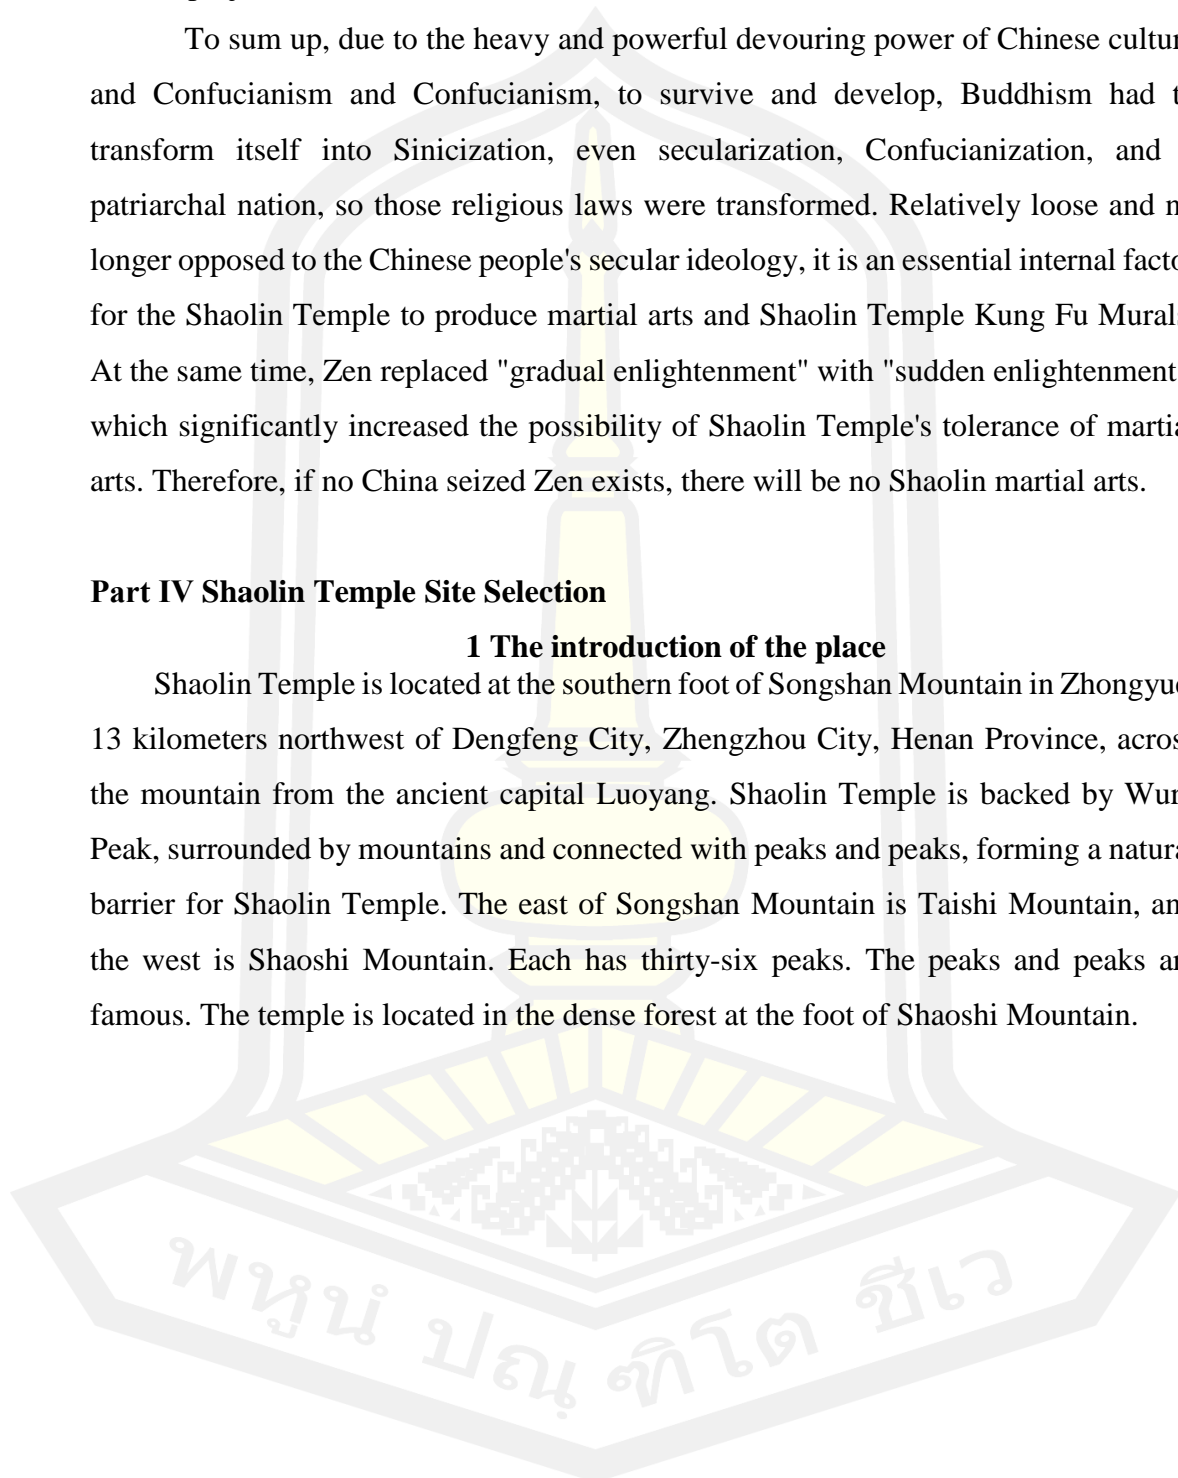 To sum up, due to the heavy and powerful devouring power of Chinese cultur
and Confucianism and Confucianism, to survive and develop, Buddhism had t
transform itself into Sinicization, even secularization, Confucianization, and
patriarchal nation, so those religious laws were transformed. Relatively loose and n
longer opposed to the Chinese people's secular ideology, it is an essential internal facto
for the Shaolin Temple to produce martial arts and Shaolin Temple Kung Fu Murals
At the same time, Zen replaced "gradual enlightenment" with "sudden enlightenment
which significantly increased the possibility of Shaolin Temple's tolerance of martia
arts. Therefore, if no China seized Zen exists, there will be no Shaolin martial arts.
Part IV Shaolin Temple Site Selection
1 The introduction of the place
Shaolin Temple is located at the southern foot of Songshan Mountain in Zhongyue
13 kilometers northwest of Dengfeng City, Zhengzhou City, Henan Province, acros
the mountain from the ancient capital Luoyang. Shaolin Temple is backed by Wur
Peak, surrounded by mountains and connected with peaks and peaks, forming a natura
barrier for Shaolin Temple. The east of Songshan Mountain is Taishi Mountain, an
the west is Shaoshi Mountain. Each has thirty-six peaks. The peaks and peaks ar
famous. The temple is located in the dense forest at the foot of Shaoshi Mountain.
พหูนํ ปณฺฑิโต ชีเว